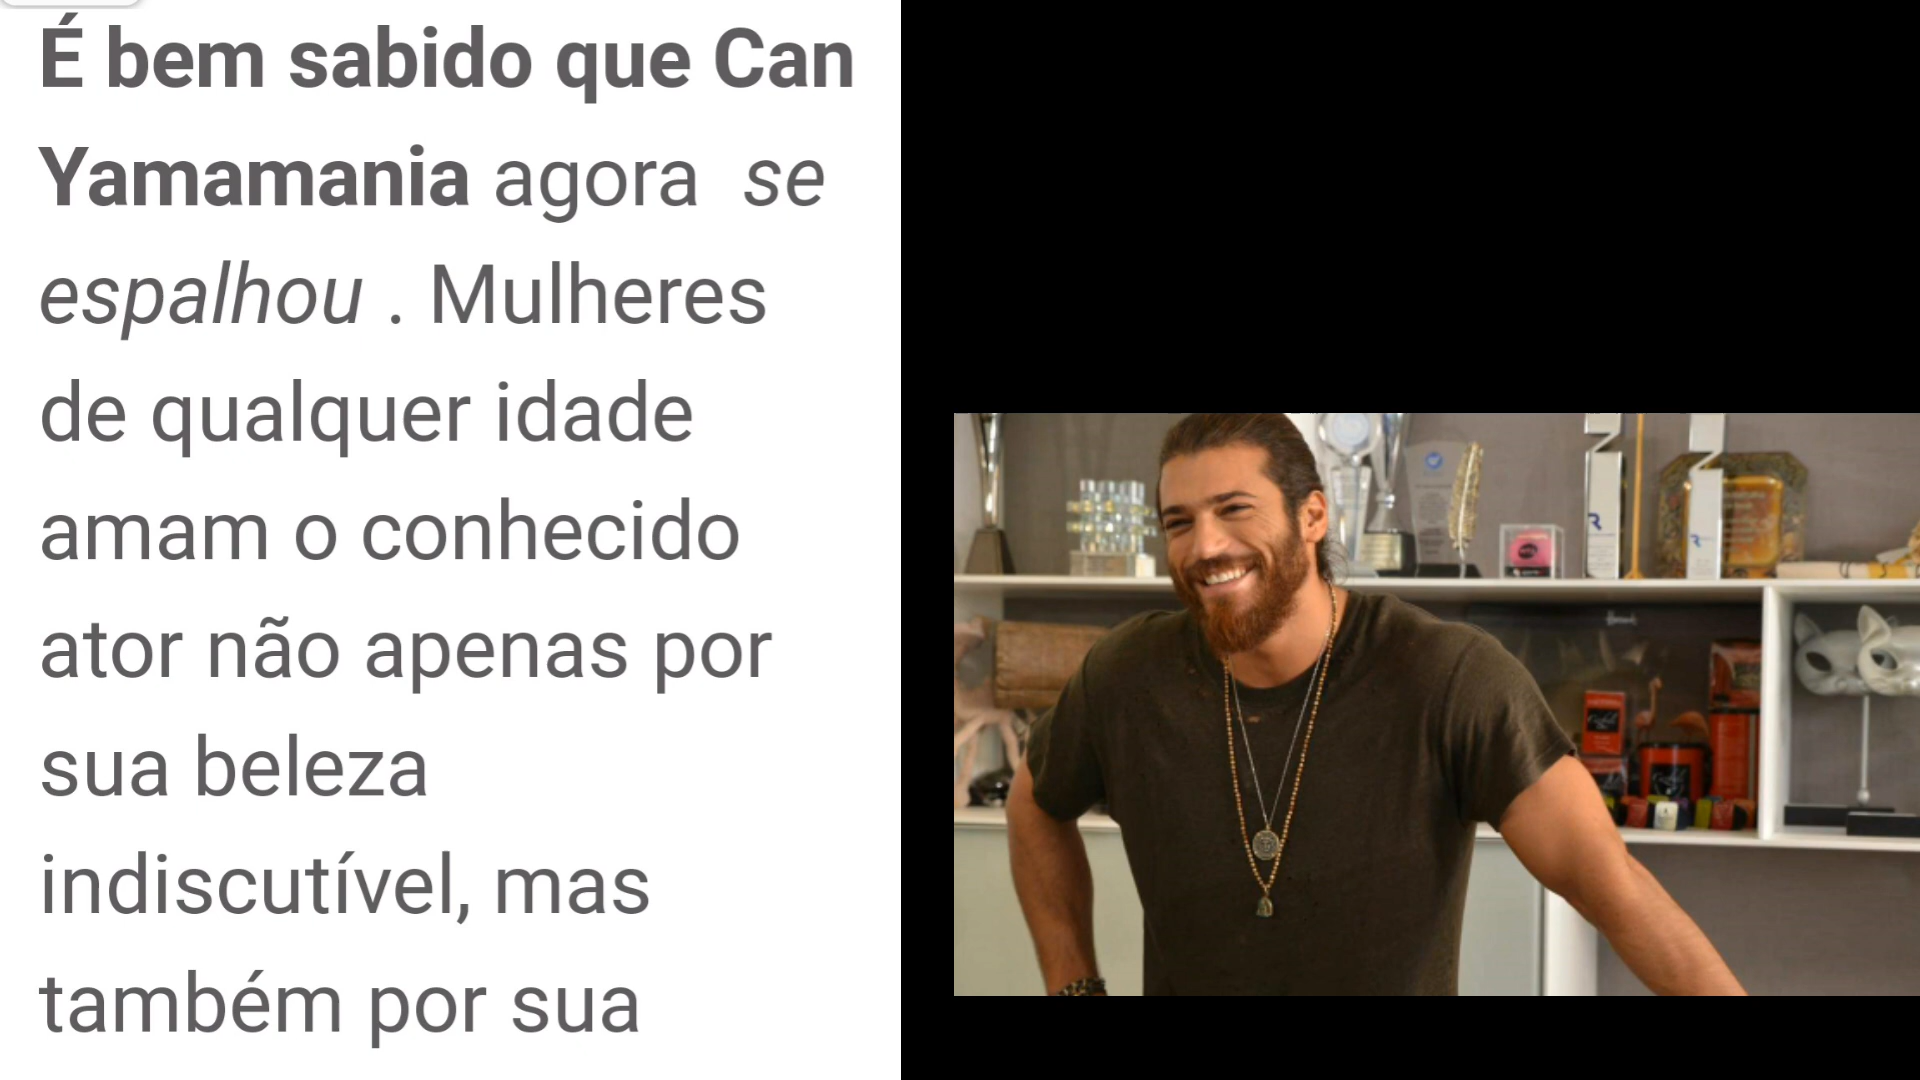 É bem sabido que Can
Yamamania agora se
espalhou . Mulheres
de qualquer idade
amam o conhecido
ator não apenas por
sua beleza
indiscutível, mas
também por sua